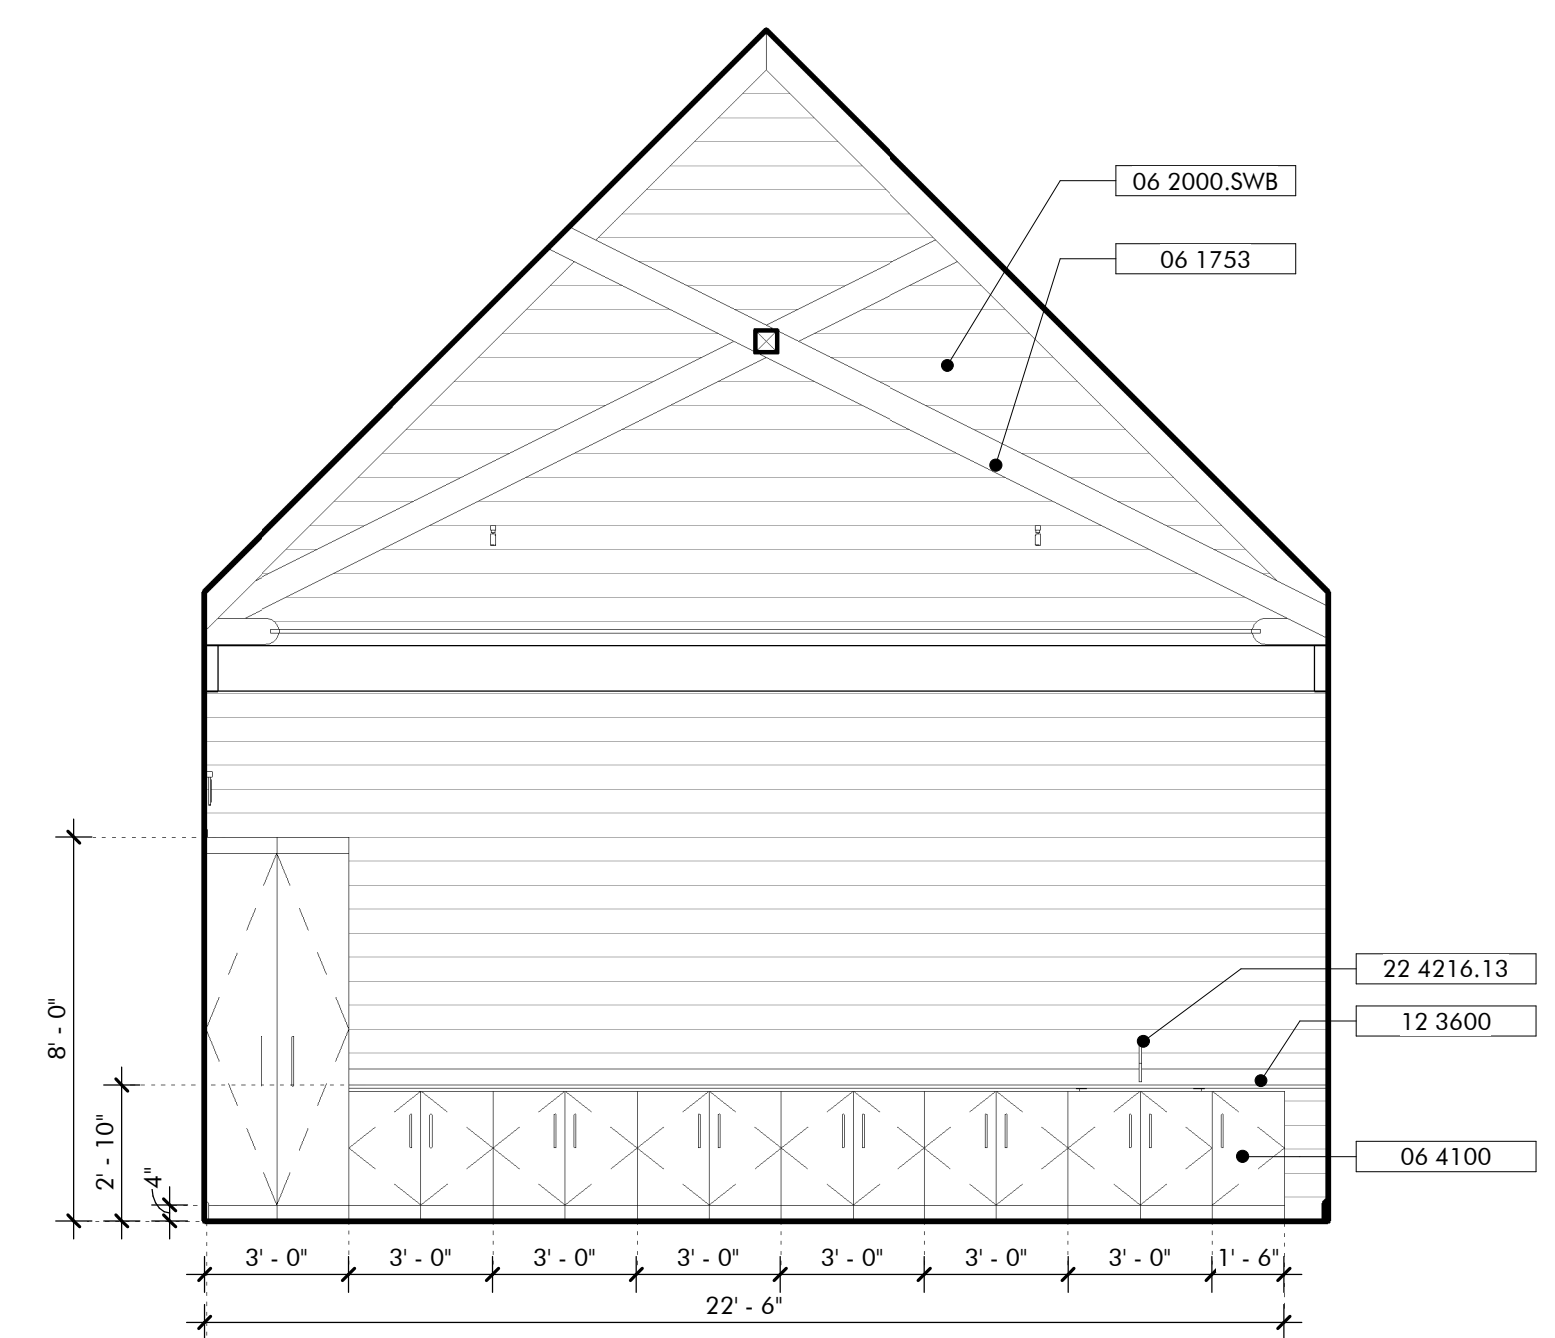 06 2000.SWB
06 1753
22 4216.13
12 3600
06 4100
8' - 0"
2' - 10"
4"
3' - 0"
3' - 0"
3' - 0"
3' - 0"
3' - 0"
3' - 0"
3' - 0"
1' - 6"
22' - 6"